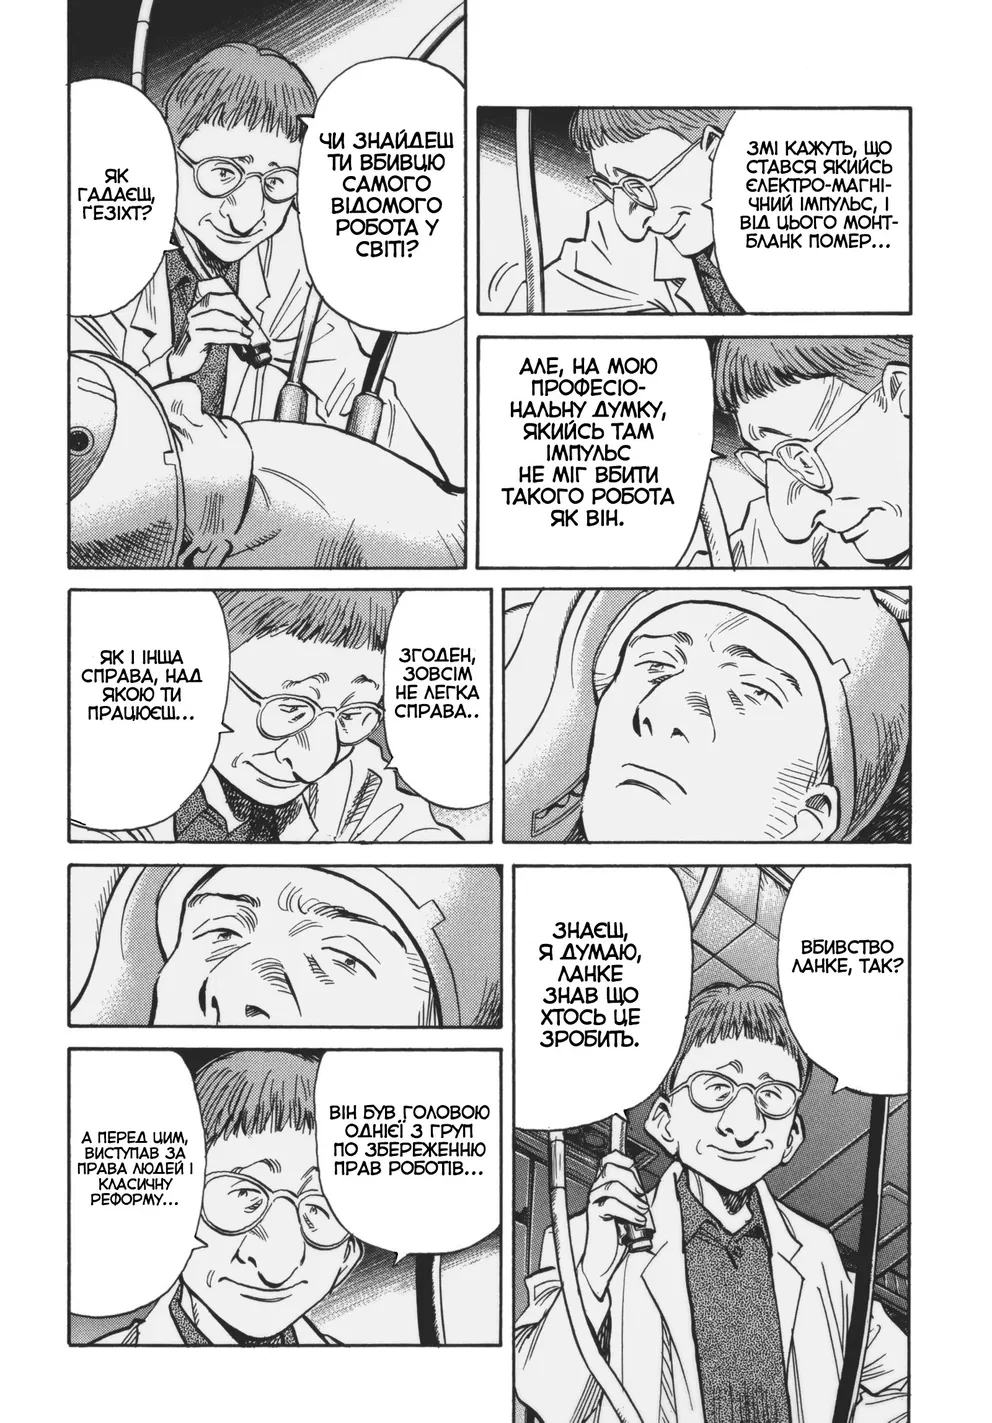 ЗМІ КАЖУТЬ, ЩО
СТАВСЯ ЯКИЙСЬ
ЄЛЕКТРО-МАГНІ-
ЧНИЙ ІМПУЛЬС, І
ВІД ЦЬОГО МОНТ-
БЛАНК ПОМЕР...
АЛЕ, НА МОЮ
ПРОФЕСІО-
НАЛЬНУ ДУМКУ,
ЯКИЙСЬ ТАМ
ІМПУЛЬС
НЕ МІГ ВБИТИ
ТАКОГО РОБОТА
ЯК ВІН.
ЧИ ЗНАЙДЕШ
ТИ ВБИВЦЮ
САМОГО
ВІДОМОГО
РОБОТА У
СВІТІ?
ЯК
ГАДАЄШ,
ҐЕЗІХТ?
ЗГОДЕН,
ЗОВСІМ
НЕ ЛЕГКА
СПРАВА..
ЯК І ІНША
СПРАВА, НАД
ЯКОЮ ТИ
ПРАЦЮЄШ...
ВБИВСТВО
ЛАНКЕ, ТАК?
ЗНАЄШ,
Я ДУМАЮ,
ЛАНКЕ
ЗНАВ ЩО
ХТОСЬ ЦЕ
ЗРОБИТЬ.
ВІН БУВ ГОЛОВОЮ
ОДНІЄЇ З ГРУП
ПО ЗБЕРЕЖЕННЮ
ПРАВ РОБОТІВ...
А ПЕРЕД ЦИМ,
ВИСТУПАВ ЗА
ПРАВА ЛЮДЕЙ І
КЛАСИЧНУ
РЕФОРМУ...